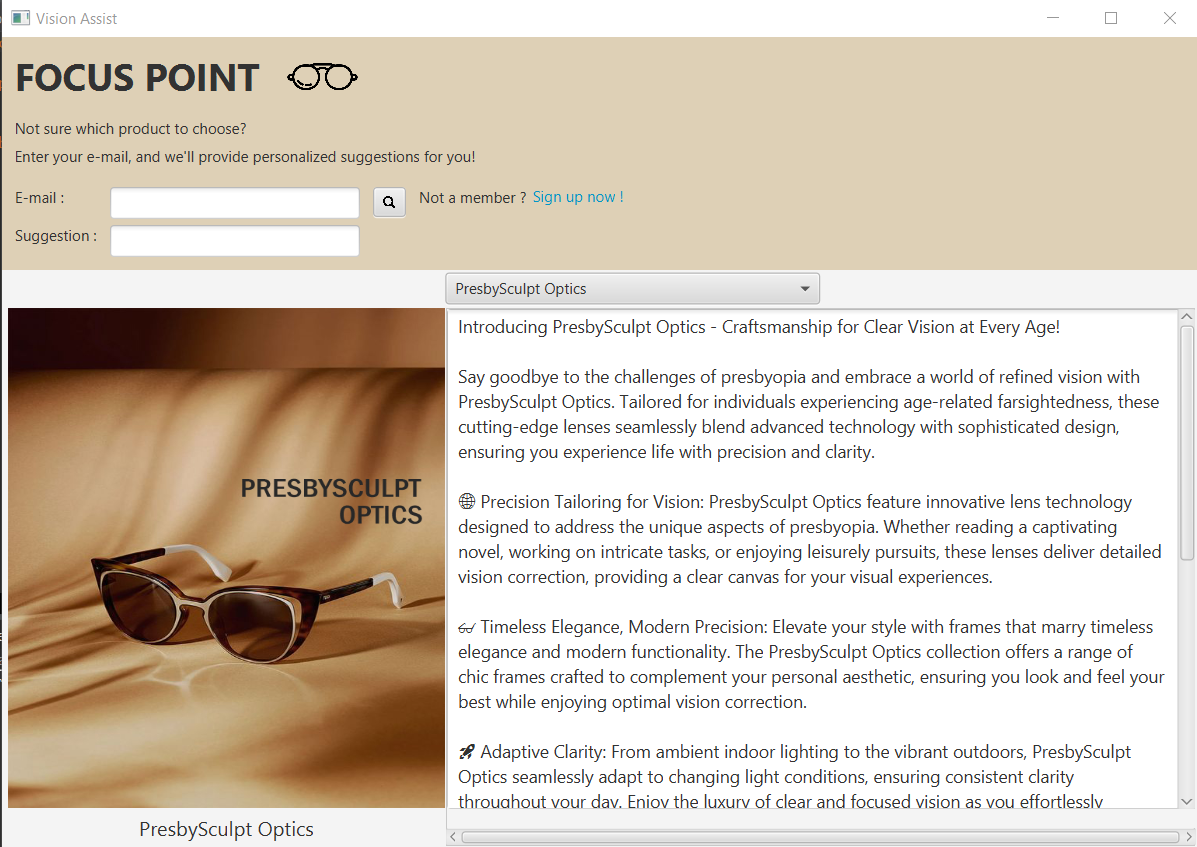 Vision Assist
FOCUS POINT
Not sure which product to choose?
Enter your e-mail, and we'll provide personalized suggestions for you!
E-mail :
Not a member ? Sign up now !
Suggestion :
PresbySculpt Optics
PRESBYSCULPT
OPTICS
PresbySculpt Optics
Introducing PresbySculpt Optics - Craftsmanship for Clear Vision at Every Age!
Say goodbye to the challenges of presbyopia and embrace a world of refined vision with
PresbySculpt Optics. Tailored for individuals experiencing age-related farsightedness, these
cutting-edge lenses seamlessly blend advanced technology with sophisticated design,
ensuring you experience life with precision and clarity.
🌐 Precision Tailoring for Vision: PresbySculpt Optics feature innovative lens technology
designed to address the unique aspects of presbyopia. Whether reading a captivating
novel, working on intricate tasks, or enjoying leisurely pursuits, these lenses deliver detailed
vision correction, providing a clear canvas for your visual experiences.
👓 Timeless Elegance, Modern Precision: Elevate your style with frames that marry timeless
elegance and modern functionality. The PresbySculpt Optics collection offers a range of
chic frames crafted to complement your personal aesthetic, ensuring you look and feel your
best while enjoying optimal vision correction.
🚀 Adaptive Clarity: From ambient indoor lighting to the vibrant outdoors, PresbySculpt
Optics seamlessly adapt to changing light conditions, ensuring consistent clarity
throughout your day. Enjoy the luxury of clear and focused vision as you effortlessly